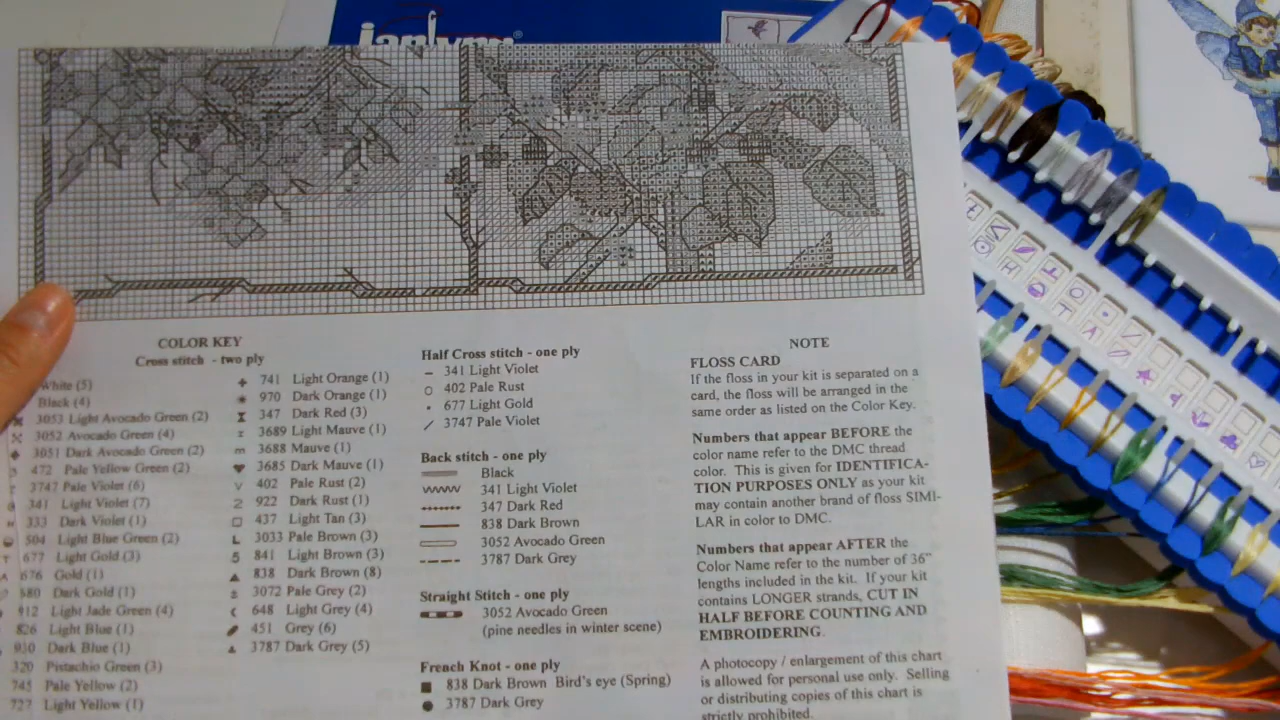 Janlynn®
COLOR KEY
Cross stitch - two ply
White (5)
Black (4)
3053 Light Avocado Green (2)
3052 Avocado Green (4)
3051 Dark Avocado Green (2)
472 Pale Yellow Green (2)
3747 Pale Violet (6)
341 Light Violet (7)
333 Dark Violet (1)
504 Light Blue Green (2)
677 Light Gold (3)
676 Gold (1)
680 Dark Gold (1)
912 Light Jade Green (4)
826 Light Blue (1)
930 Dark Blue (1)
320 Pistachio Green (3)
745 Pale Yellow (2)
727 Light Yellow (1)
741 Light Orange (1)
970 Dark Orange (1)
347 Dark Red (3)
3689 Light Mauve (1)
3688 Mauve (1)
3685 Dark Mauve (1)
402 Pale Rust (2)
922 Dark Rust (1)
437 Light Tan (3)
3033 Pale Brown (3)
841 Light Brown (3)
838 Dark Brown (8)
3072 Pale Grey (2)
648 Light Grey (4)
451 Grey (6)
3787 Dark Grey (5)
Half Cross stitch - one ply
341 Light Violet
402 Pale Rust
677 Light Gold
3747 Pale Violet
Back stitch - one ply
Black
341 Light Violet
347 Dark Red
838 Dark Brown
3052 Avocado Green
3787 Dark Grey
Straight Stitch - one ply
3052 Avocado Green
(pine needles in winter scene)
French Knot - one ply
838 Dark Brown Bird's eye (Spring)
3787 Dark Grey
NOTE
FLOSS CARD
If the floss in your kit is separated on a
card, the floss will be arranged in the
same order as listed on the Color Key.
Numbers that appear BEFORE the
color name refer to the DMC thread
color. This is given for IDENTIFICA-
TION PURPOSES ONLY as your kit
may contain another brand of floss SIMI-
LAR in color to DMC.
Numbers that appear AFTER the
Color Name refer to the number of 36"
lengths included in the kit. If your kit
contains LONGER strands, CUT IN
HALF BEFORE COUNTING AND
EMBROIDERING.
A photocopy / enlargement of this chart
is allowed for personal use only. Selling
or distributing copies of this chart is
strictly prohibited.